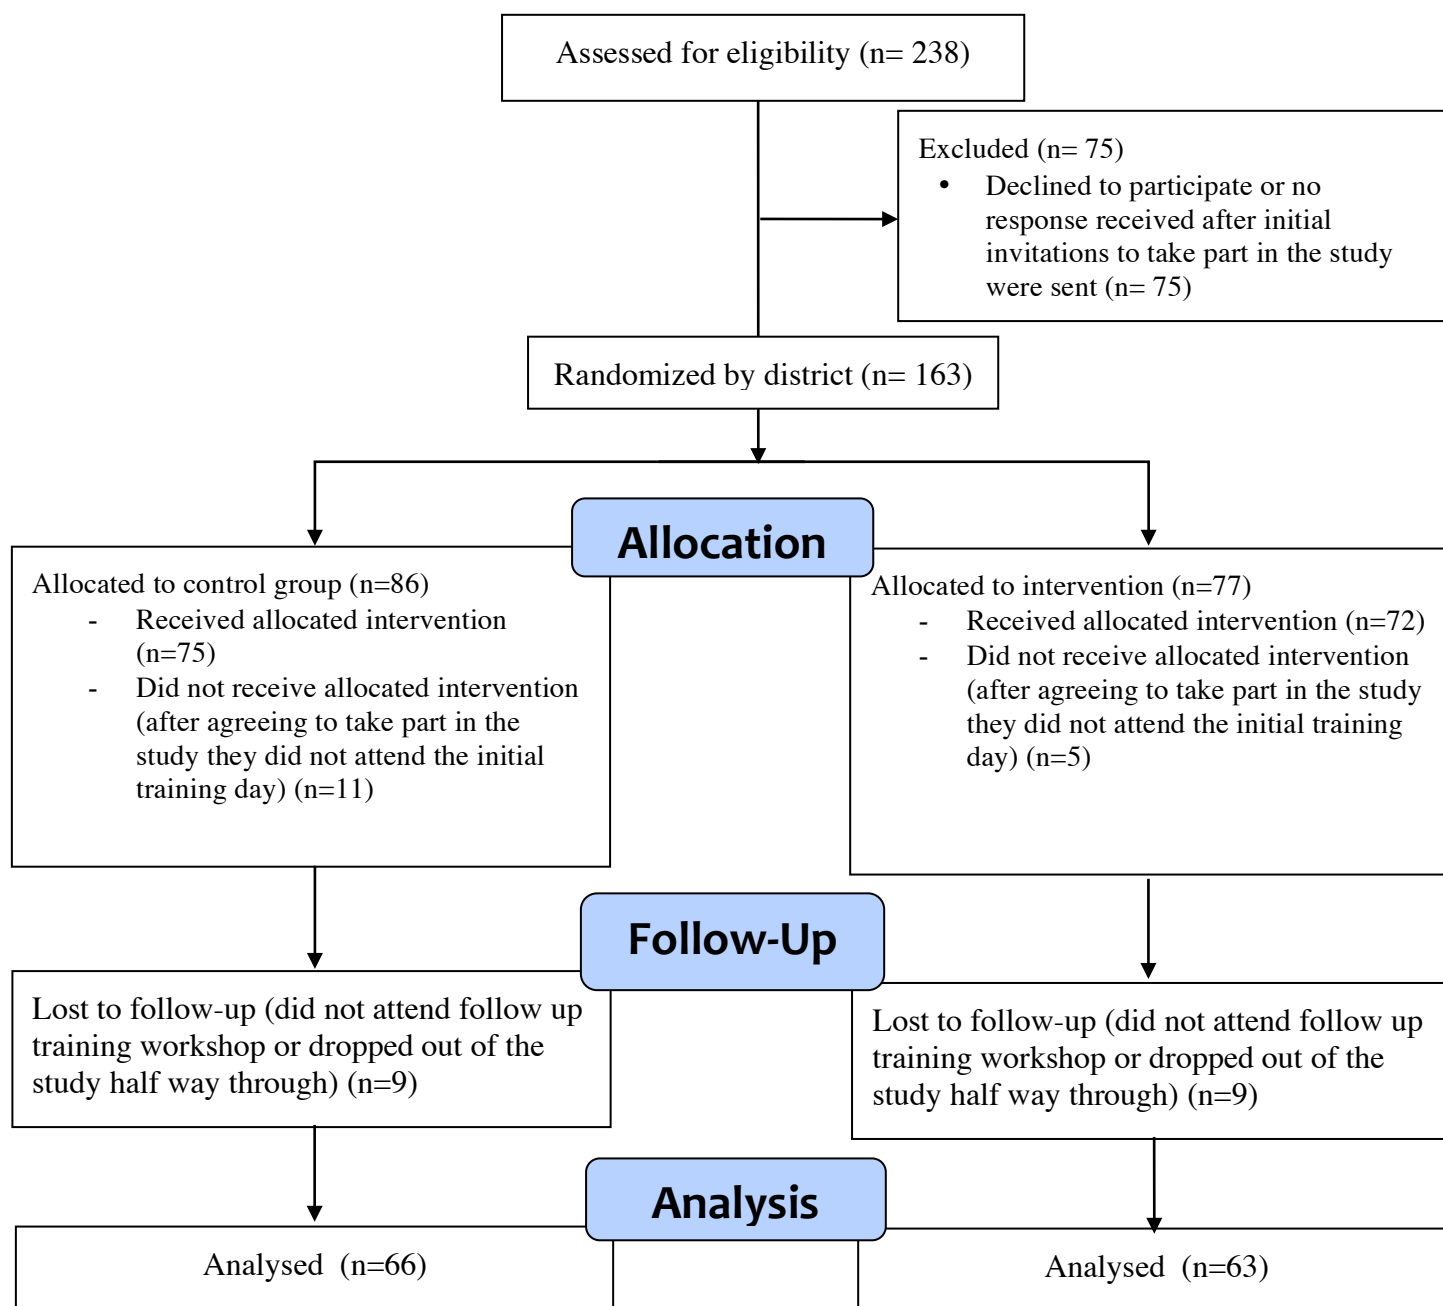 Assessed for eligibility (n= 238)
Excluded (n= 75)
• Declined to participate or no
response received after initial
invitations to take part in the study
were sent (n= 75)
Randomized by district (n= 163)
Allocation
Allocated to control group (n=86)
- Received allocated intervention
(n=75)
- Did not receive allocated intervention
(after agreeing to take part in the
study they did not attend the initial
training day) (n=11)
Allocated to intervention (n=77)
- Received allocated intervention (n=72)
- Did not receive allocated intervention
(after agreeing to take part in the study
they did not attend the initial training
day) (n=5)
Follow-Up
Lost to follow-up (did not attend follow up
training workshop or dropped out of the
study half way through) (n=9)
Lost to follow-up (did not attend follow up
training workshop or dropped out of the
study half way through) (n=9)
Analysis
Analysed (n=66)
Analysed (n=63)